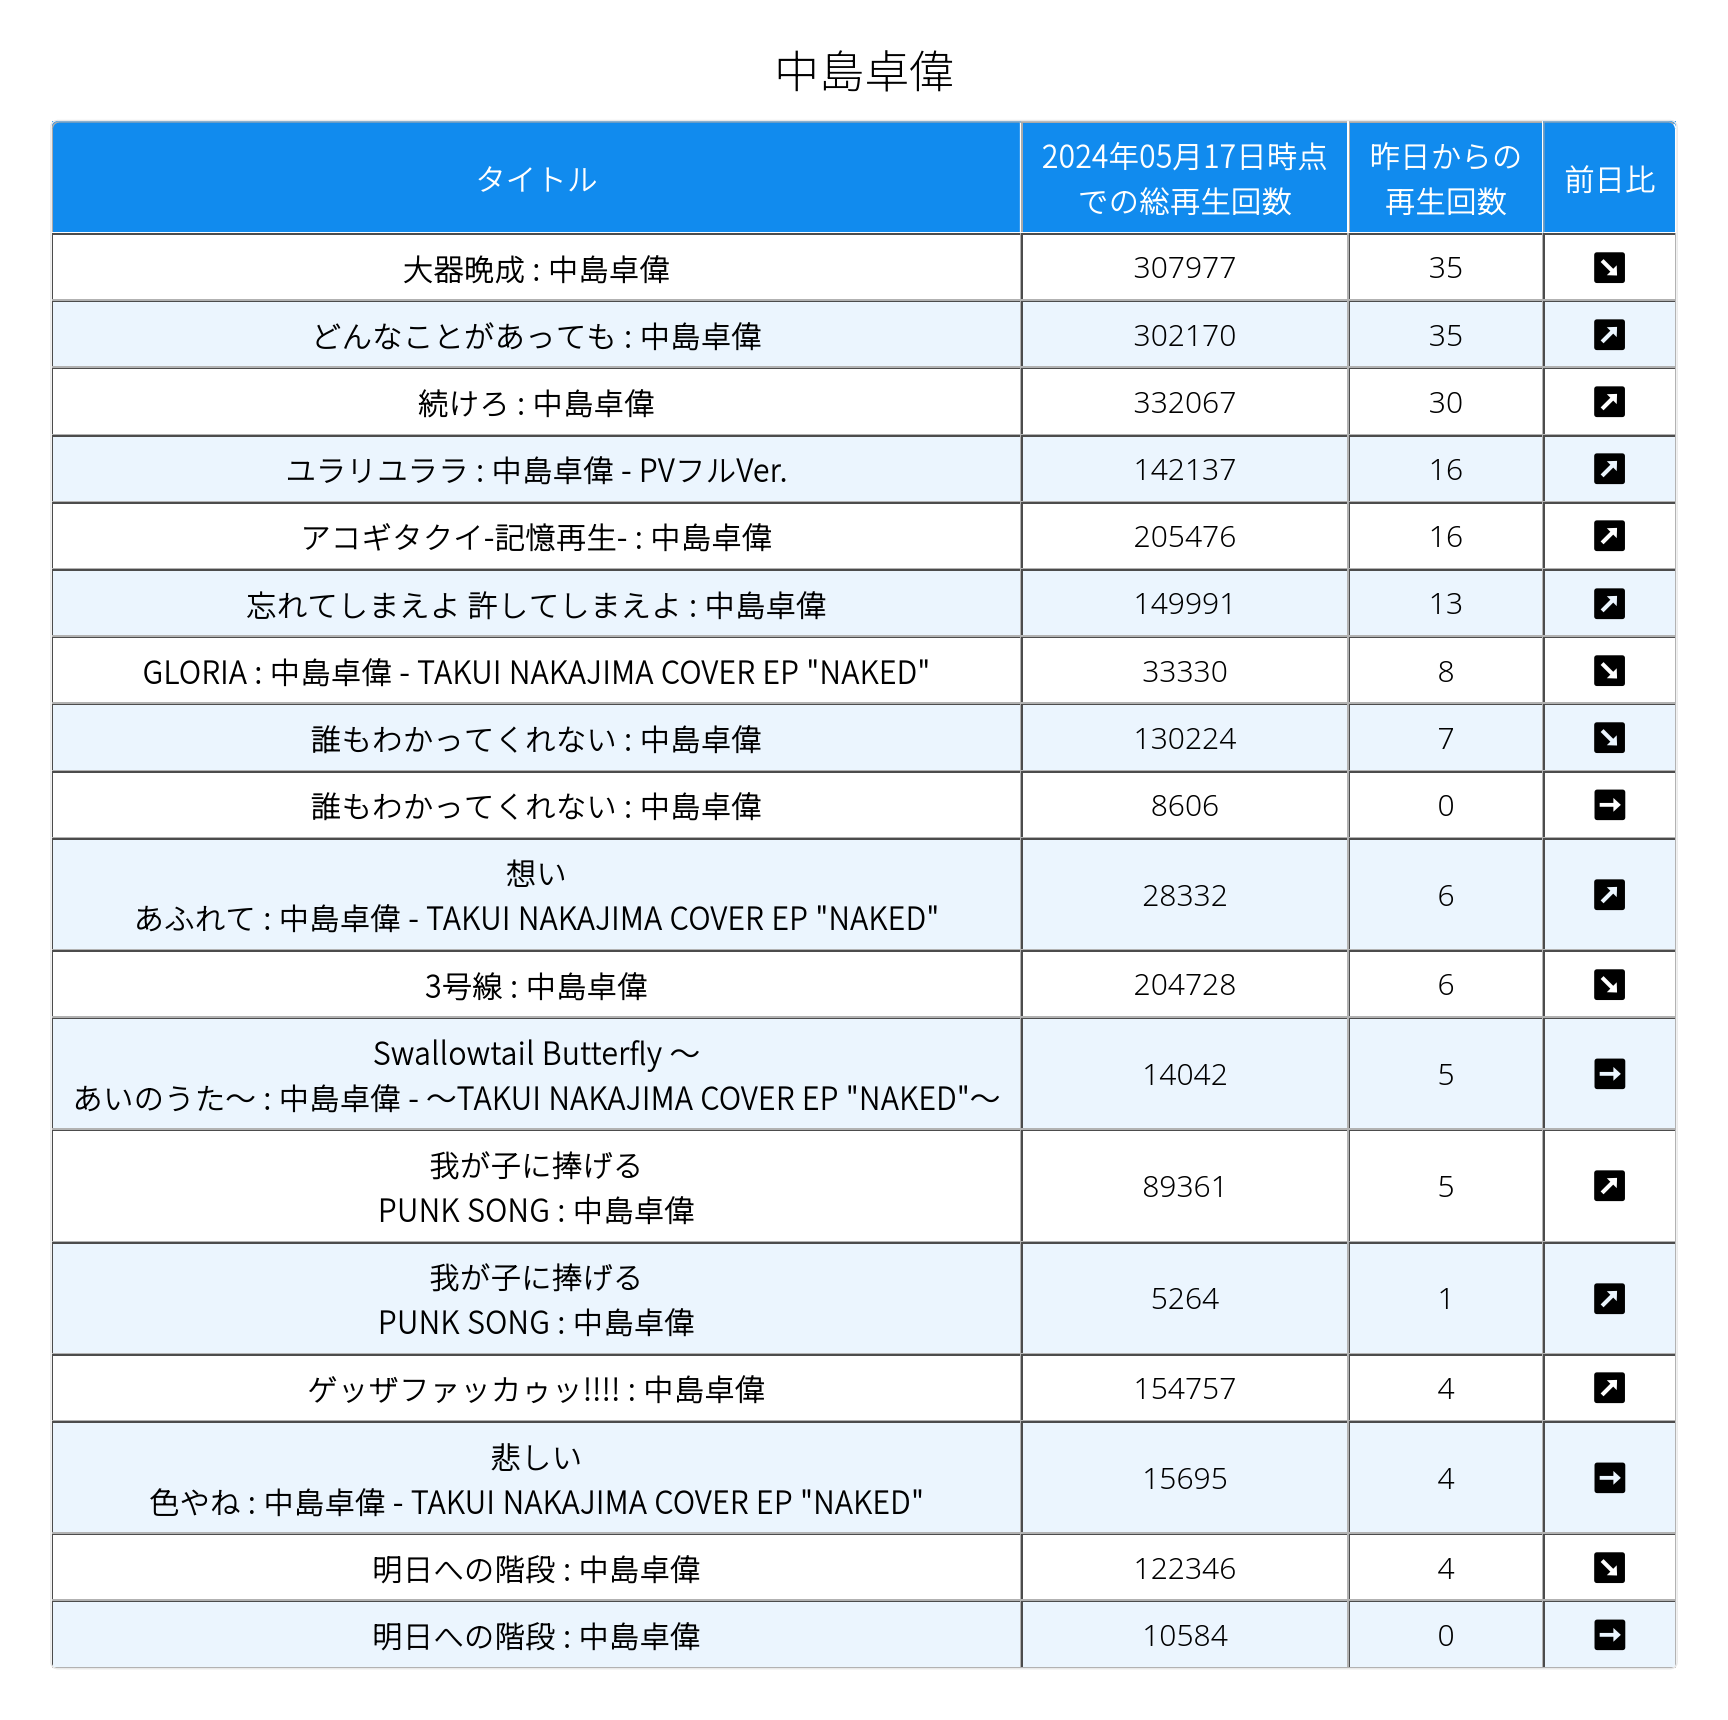 中島卓偉
タイトル
2024年05月17日時点
での総再生回数
昨日からの
再生回数
前日比
大器晩成 : 中島卓偉 307977 35 ↘
どんなことがあっても : 中島卓偉 302170 35 ↗
続けろ : 中島卓偉 332067 30 ↗
ユラリユララ : 中島卓偉 - PVフルVer. 142137 16 ↗
アコギタクイ-記憶再生- : 中島卓偉 205476 16 ↗
忘れてしまえよ 許してしまえよ : 中島卓偉 149991 13 ↗
GLORIA : 中島卓偉 - TAKUI NAKAJIMA COVER EP "NAKED" 33330 8 ↘
誰もわかってくれない : 中島卓偉 130224 7 ↘
誰もわかってくれない : 中島卓偉 8606 0 →
想い
あふれて : 中島卓偉 - TAKUI NAKAJIMA COVER EP "NAKED" 28332 6 ↗
3号線 : 中島卓偉 204728 6 ↘
Swallowtail Butterfly ～
あいのうた～ : 中島卓偉 - ～TAKUI NAKAJIMA COVER EP "NAKED"～ 14042 5 →
我が子に捧げる
PUNK SONG : 中島卓偉 89361 5 ↗
我が子に捧げる
PUNK SONG : 中島卓偉 5264 1 ↗
ゲッザファッカゥッ!!!! : 中島卓偉 154757 4 ↗
悲しい
色やね : 中島卓偉 - TAKUI NAKAJIMA COVER EP "NAKED" 15695 4 →
明日への階段 : 中島卓偉 122346 4 ↘
明日への階段 : 中島卓偉 10584 0 →